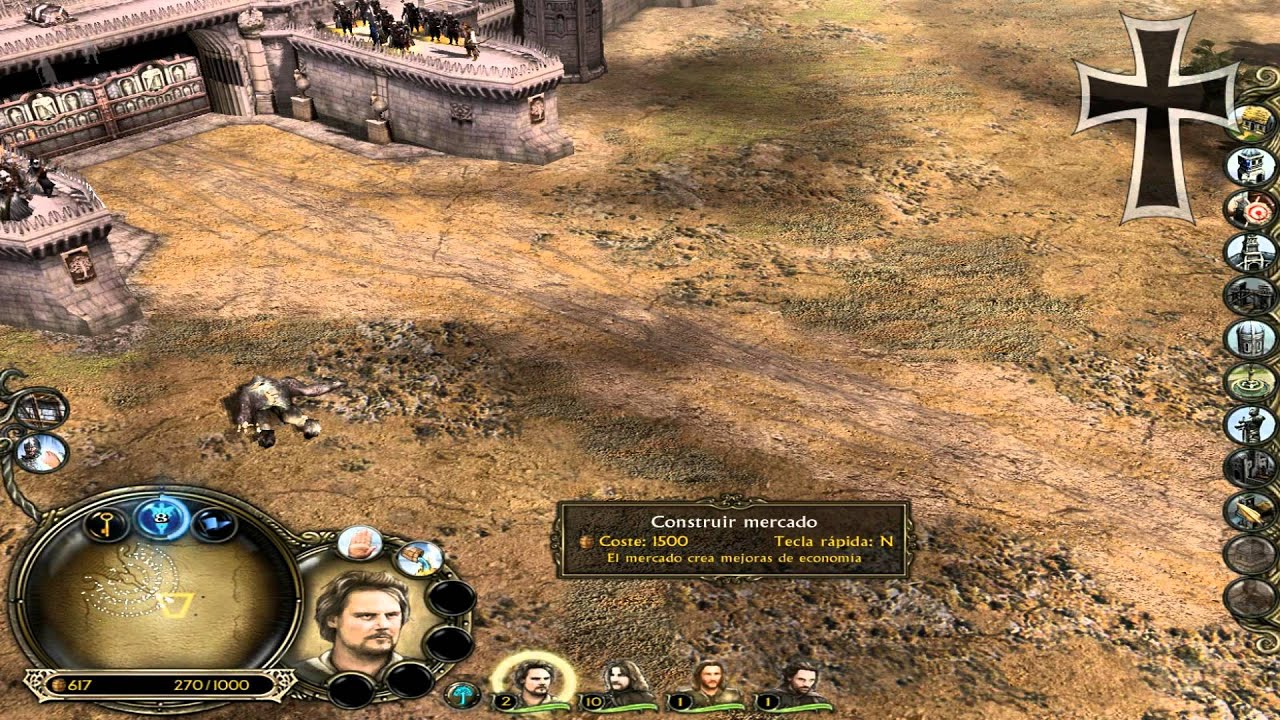 Construir mercado
Coste: 1500 Tecla rápida: N
El mercado crea mejoras de economía
8
617 270/1000
2 10 1 1